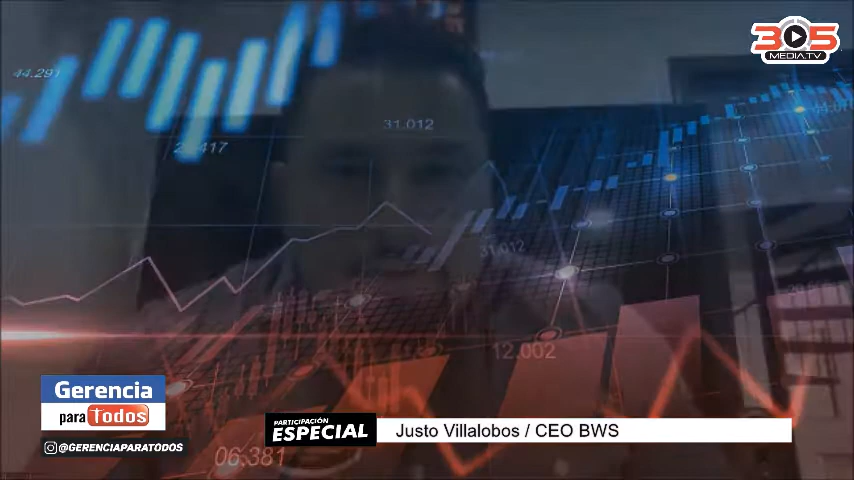 305
MEDIA.TV
44.291
31.012
31.012
12.002
Gerencia
para Todos
@GERENCIAPARATODOS
PARTICIPACIÓN
ESPECIAL
Justo Villalobos / CEO BWS
06.381